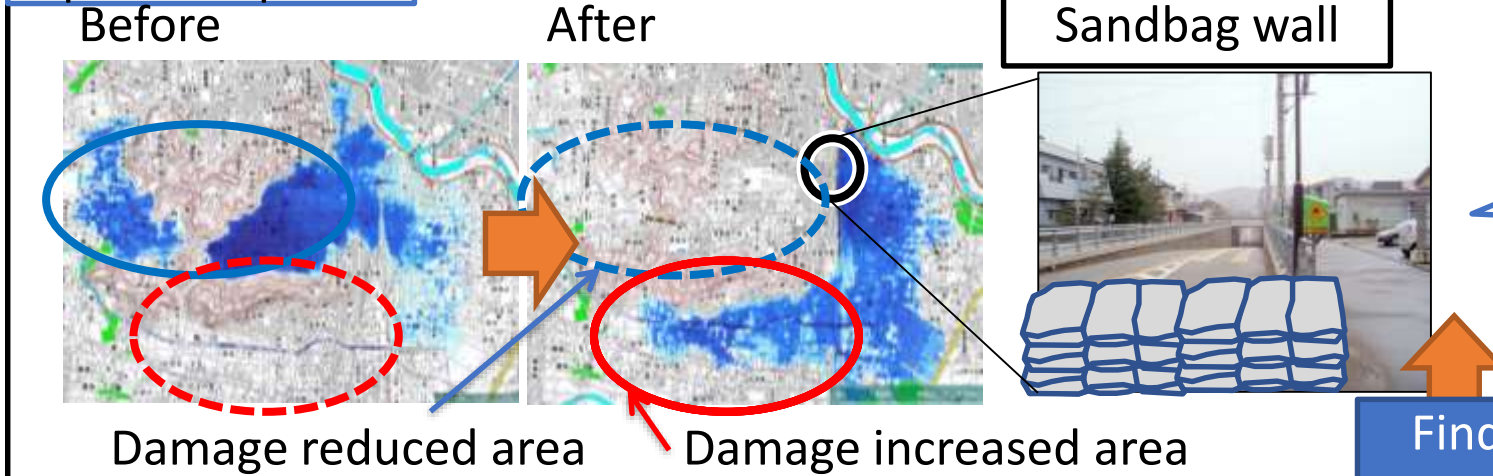 Before
After
Sandbag wall
Damage reduced area
Damage increased area
Find